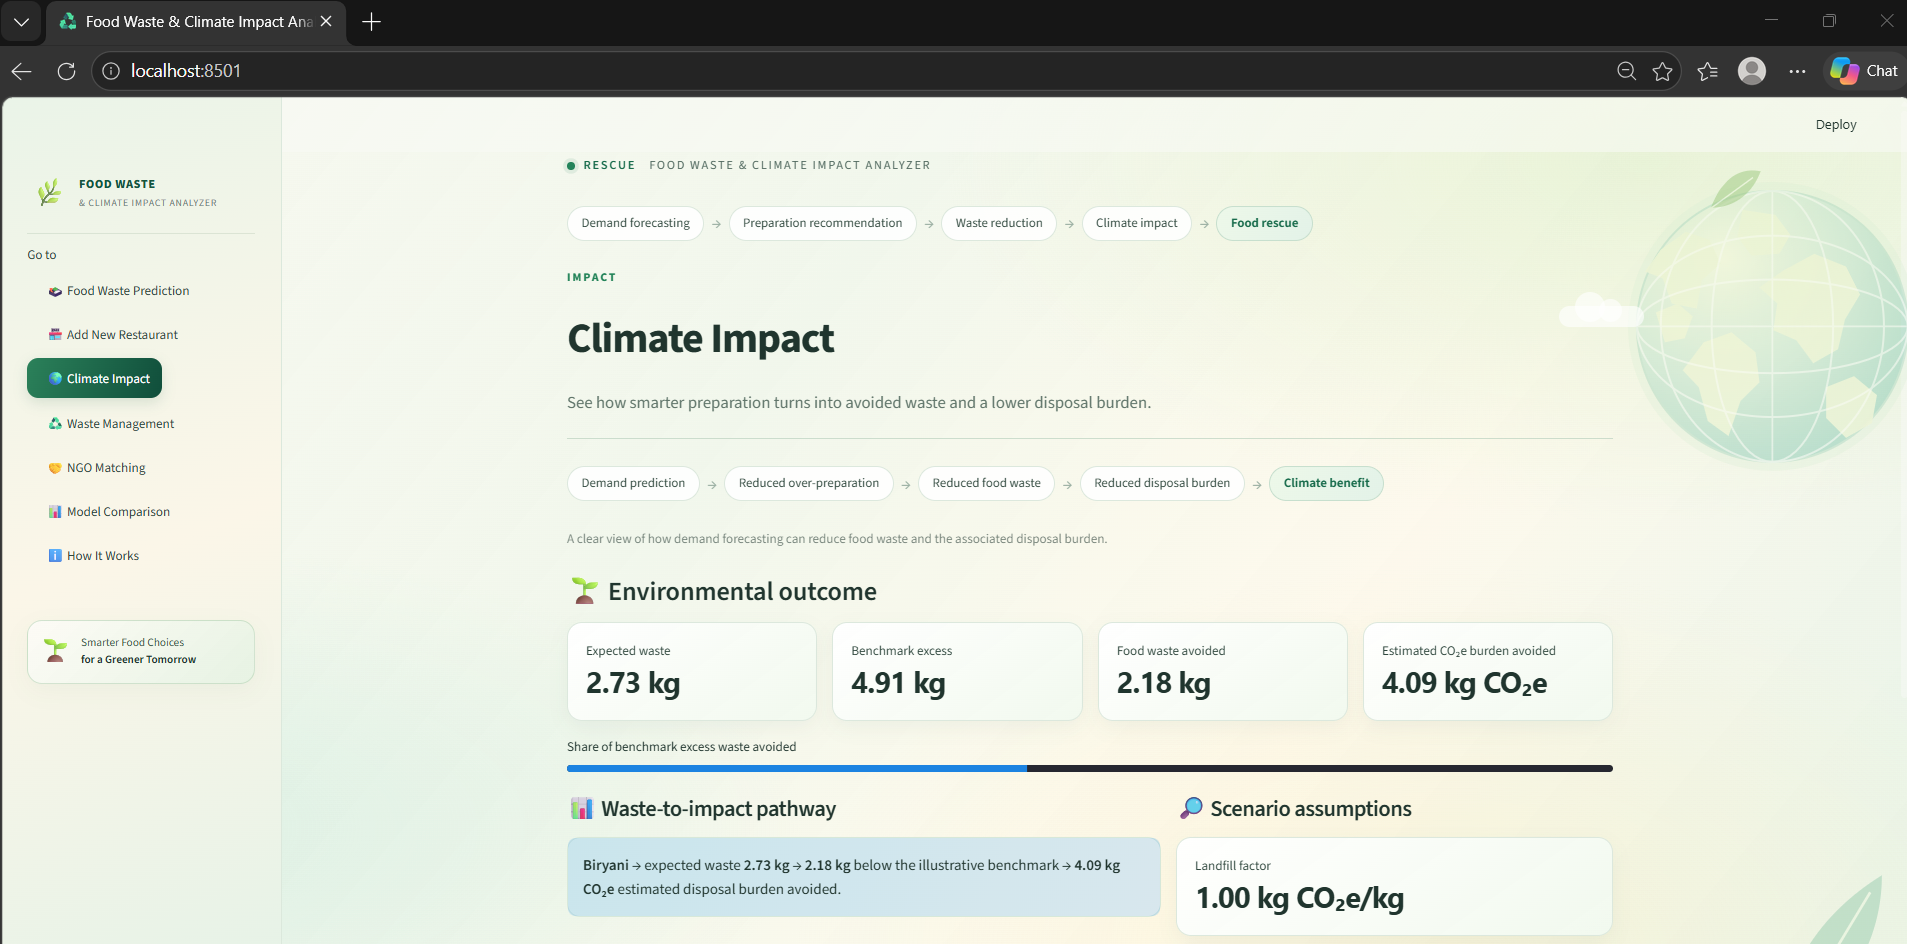 Food Waste & Climate Impact Ana
localhost:8501
Chat
Deploy
FOOD WASTE
& CLIMATE IMPACT ANALYZER
Go to
Food Waste Prediction
Add New Restaurant
Climate Impact
Waste Management
NGO Matching
Model Comparison
How It Works
Smarter Food Choices
for a Greener Tomorrow
RESCUE FOOD WASTE & CLIMATE IMPACT ANALYZER
Demand forecasting → Preparation recommendation → Waste reduction → Climate impact → Food rescue
IMPACT
Climate Impact
See how smarter preparation turns into avoided waste and a lower disposal burden.
Demand prediction → Reduced over-preparation → Reduced food waste → Reduced disposal burden → Climate benefit
A clear view of how demand forecasting can reduce food waste and the associated disposal burden.
Environmental outcome
Expected waste
2.73 kg
Benchmark excess
4.91 kg
Food waste avoided
2.18 kg
Estimated CO₂e burden avoided
4.09 kg CO₂e
Share of benchmark excess waste avoided
Waste-to-impact pathway
Biryani → expected waste 2.73 kg → 2.18 kg below the illustrative benchmark → 4.09 kg
CO₂e estimated disposal burden avoided.
Scenario assumptions
Landfill factor
1.00 kg CO₂e/kg